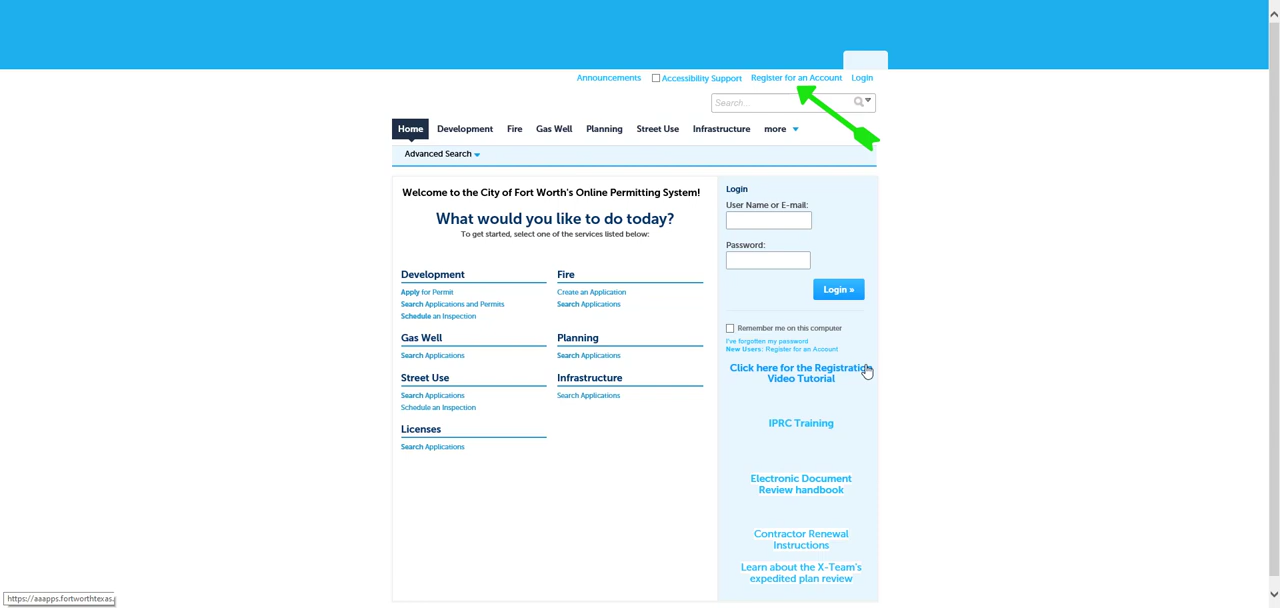 Announcements Accessibility Support Register for an Account Login
Search...
Home Development Fire Gas Well Planning Street Use Infrastructure more
Advanced Search
Welcome to the City of Fort Worth's Online Permitting System!
What would you like to do today?
To get started, select one of the services listed below:
Development
Apply for Permit
Search Applications and Permits
Schedule an Inspection
Fire
Create an Application
Search Applications
Gas Well
Search Applications
Planning
Search Applications
Street Use
Search Applications
Schedule an Inspection
Infrastructure
Search Applications
Licenses
Search Applications
Login
User Name or E-mail:
Password:
Login »
Remember me on this computer
I've forgotten my password
New Users: Register for an Account
Click here for the Registration
Video Tutorial
IPRC Training
Electronic Document
Review handbook
Contractor Renewal
Instructions
Learn about the X-Team's
expedited plan review
https://aaapps.fortworthtexas.